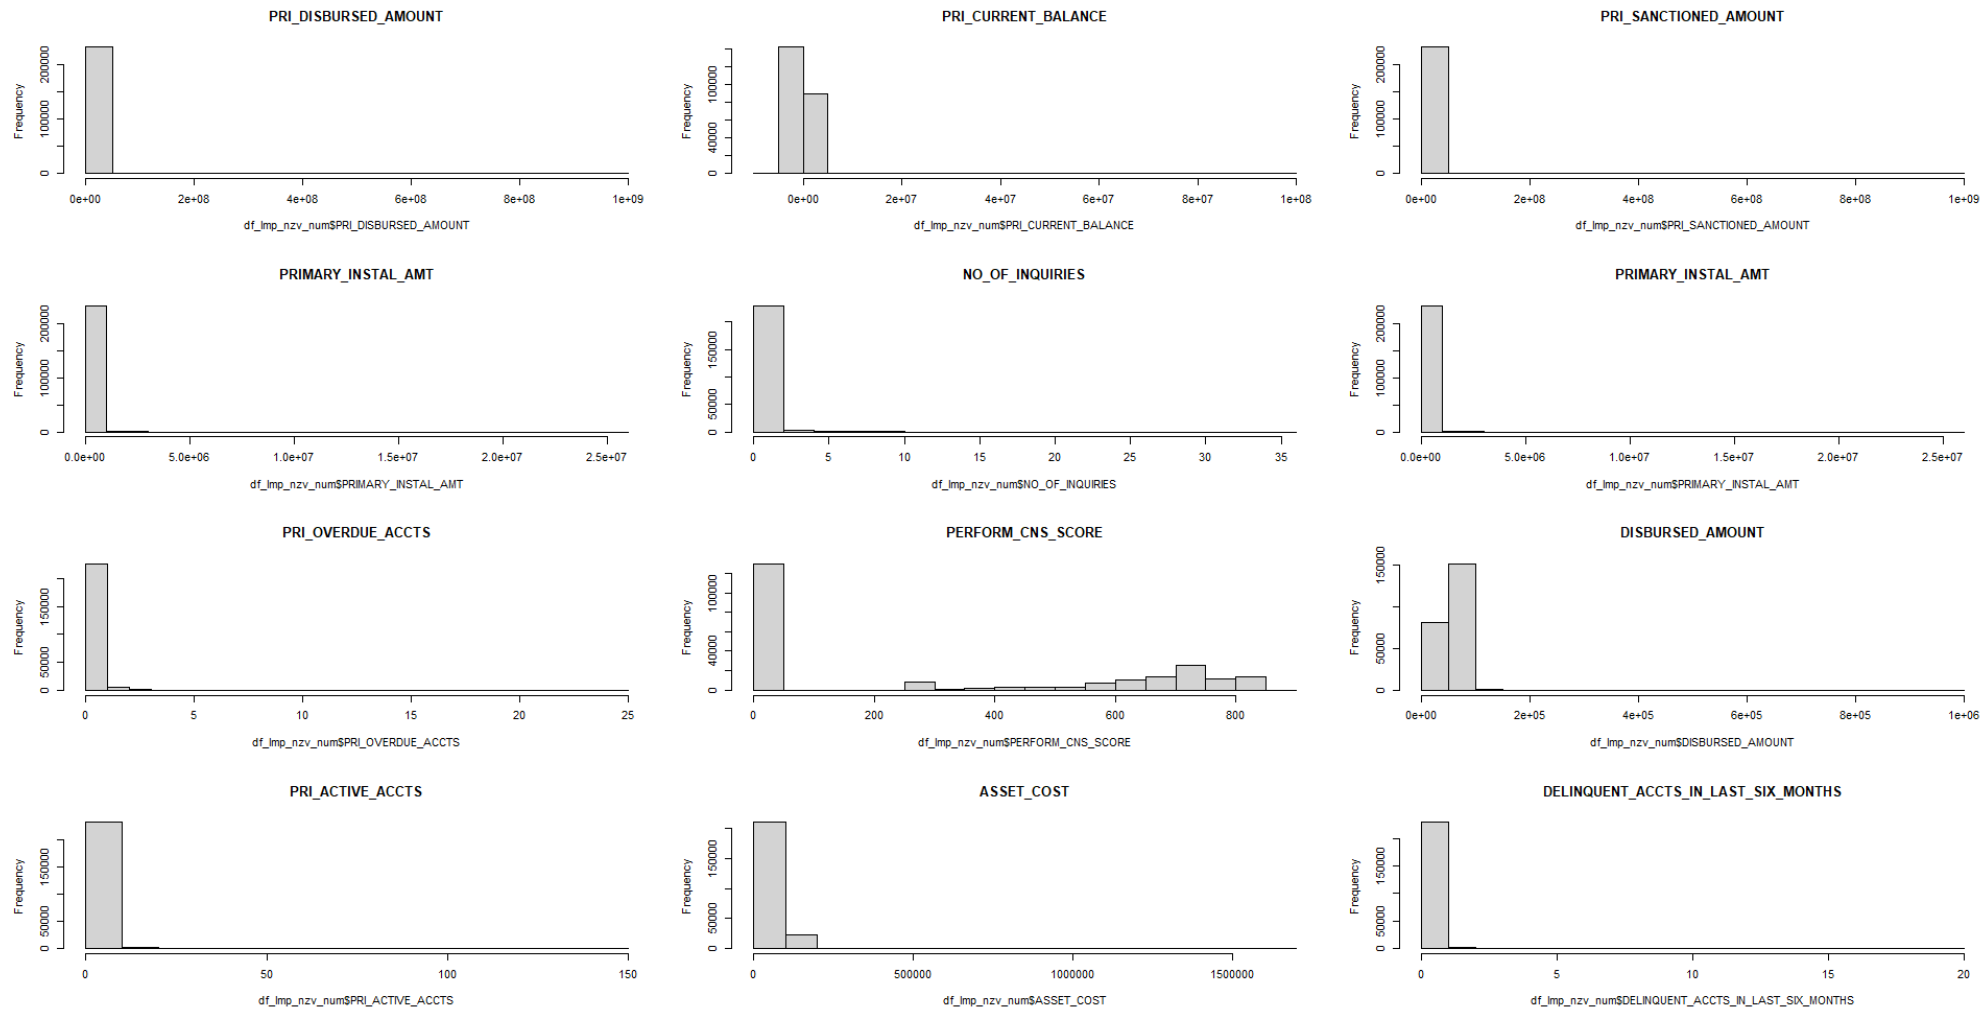 PRI_DISBURSED_AMOUNT
Frequency
0 100000 200000
0e+00 2e+08 4e+08 6e+08 8e+08 1e+09
df_Imp_nzv_num$PRI_DISBURSED_AMOUNT
PRI_CURRENT_BALANCE
Frequency
0 40000 100000
0e+00 2e+07 4e+07 6e+07 8e+07 1e+08
df_Imp_nzv_num$PRI_CURRENT_BALANCE
PRI_SANCTIONED_AMOUNT
Frequency
0 100000 200000
0e+00 2e+08 4e+08 6e+08 8e+08 1e+09
df_Imp_nzv_num$PRI_SANCTIONED_AMOUNT
PRIMARY_INSTAL_AMT
Frequency
0 100000 200000
0.0e+00 5.0e+06 1.0e+07 1.5e+07 2.0e+07 2.5e+07
df_Imp_nzv_num$PRIMARY_INSTAL_AMT
NO_OF_INQUIRIES
Frequency
0 50000 150000
0 5 10 15 20 25 30 35
df_Imp_nzv_num$NO_OF_INQUIRIES
PRIMARY_INSTAL_AMT
Frequency
0 100000 200000
0.0e+00 5.0e+06 1.0e+07 1.5e+07 2.0e+07 2.5e+07
df_Imp_nzv_num$PRIMARY_INSTAL_AMT
PRI_OVERDUE_ACCTS
Frequency
0 50000 150000
0 5 10 15 20 25
df_Imp_nzv_num$PRI_OVERDUE_ACCTS
PERFORM_CNS_SCORE
Frequency
0 40000 100000
0 200 400 600 800
df_Imp_nzv_num$PERFORM_CNS_SCORE
DISBURSED_AMOUNT
Frequency
0 50000 150000
0e+00 2e+05 4e+05 6e+05 8e+05 1e+06
df_Imp_nzv_num$DISBURSED_AMOUNT
PRI_ACTIVE_ACCTS
Frequency
0 50000 150000
0 50 100 150
df_Imp_nzv_num$PRI_ACTIVE_ACCTS
ASSET_COST
Frequency
0 50000 150000
0 500000 1000000 1500000
df_Imp_nzv_num$ASSET_COST
DELINQUENT_ACCTS_IN_LAST_SIX_MONTHS
Frequency
0 50000 150000
0 5 10 15 20
df_Imp_nzv_num$DELINQUENT_ACCTS_IN_LAST_SIX_MONTHS